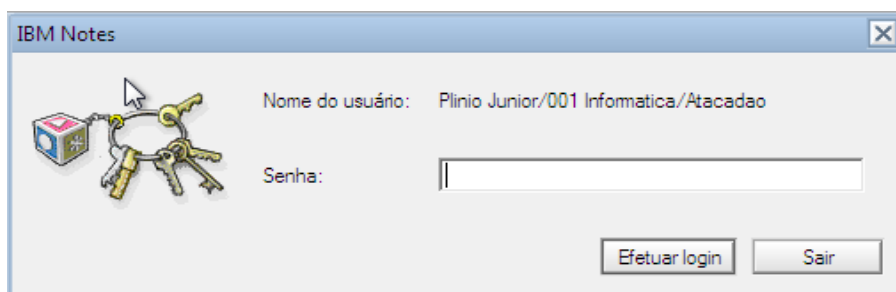 IBM Notes
Nome do usuário: Plinio Junior/001 Informatica/Atacadao
Senha:
Efetuar login Sair